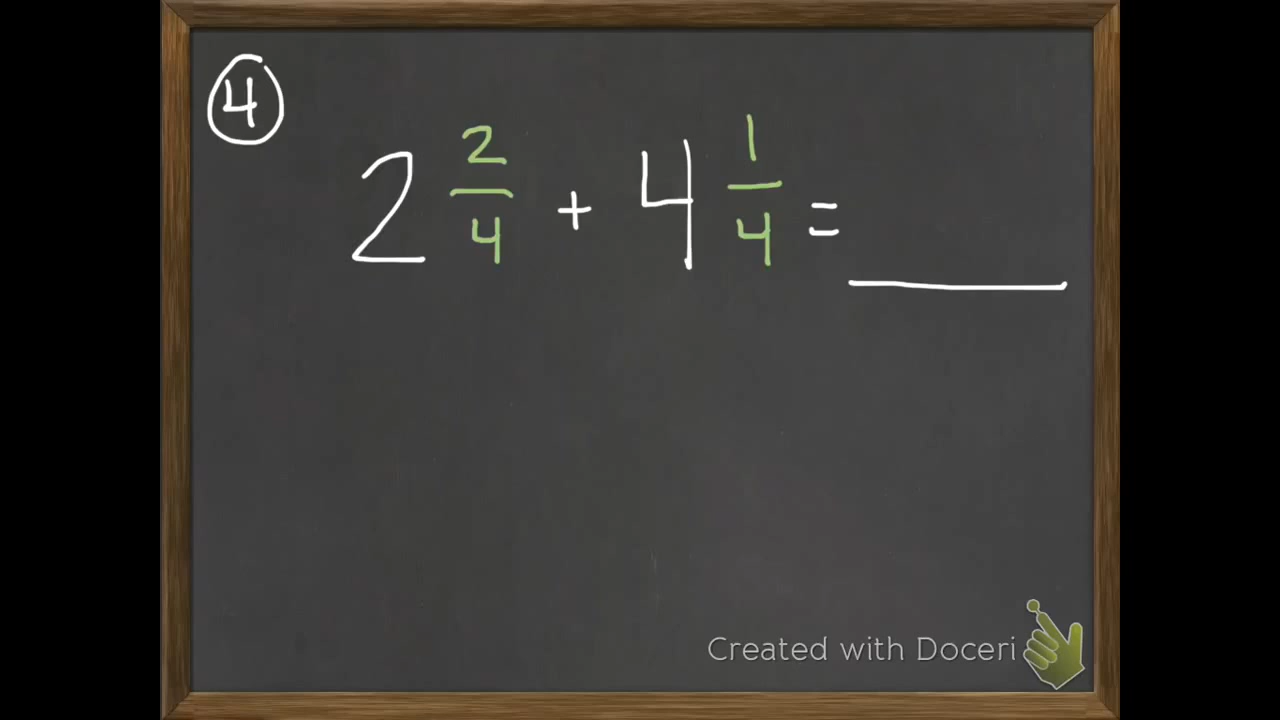 4
2 2/4 + 4 1/4 = ____
Created with Doceri